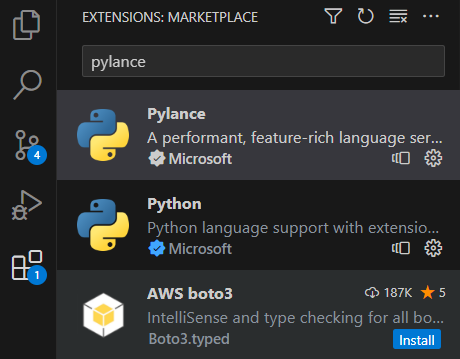 EXTENSIONS: MARKETPLACE
pylance
Pylance
A performant, feature-rich language ser...
Microsoft
4
Python
Python language support with extensio...
Microsoft
1
AWS boto3 187K 5
IntelliSense and type checking for all bo...
Boto3.typed Install